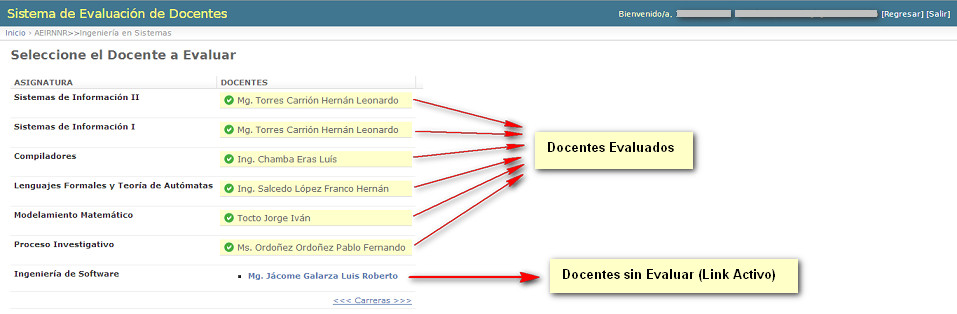 Sistema de Evaluación de Docentes
Bienvenido/a,
[Regresar] [Salir]
Inicio › AEIRNNR>>Ingeniería en Sistemas
Seleccione el Docente a Evaluar
ASIGNATURA DOCENTES
Sistemas de Información II Mg. Torres Carrión Hernán Leonardo
Sistemas de Información I Mg. Torres Carrión Hernán Leonardo
Compiladores Ing. Chamba Eras Luís
Lenguajes Formales y Teoría de Autómatas Ing. Salcedo López Franco Hernán
Modelamiento Matemático Tocto Jorge Iván
Proceso Investigativo Ms. Ordoñez Ordoñez Pablo Fernando
Ingeniería de Software Mg. Jácome Galarza Luis Roberto
<<< Carreras >>>
Docentes Evaluados
Docentes sin Evaluar (Link Activo)